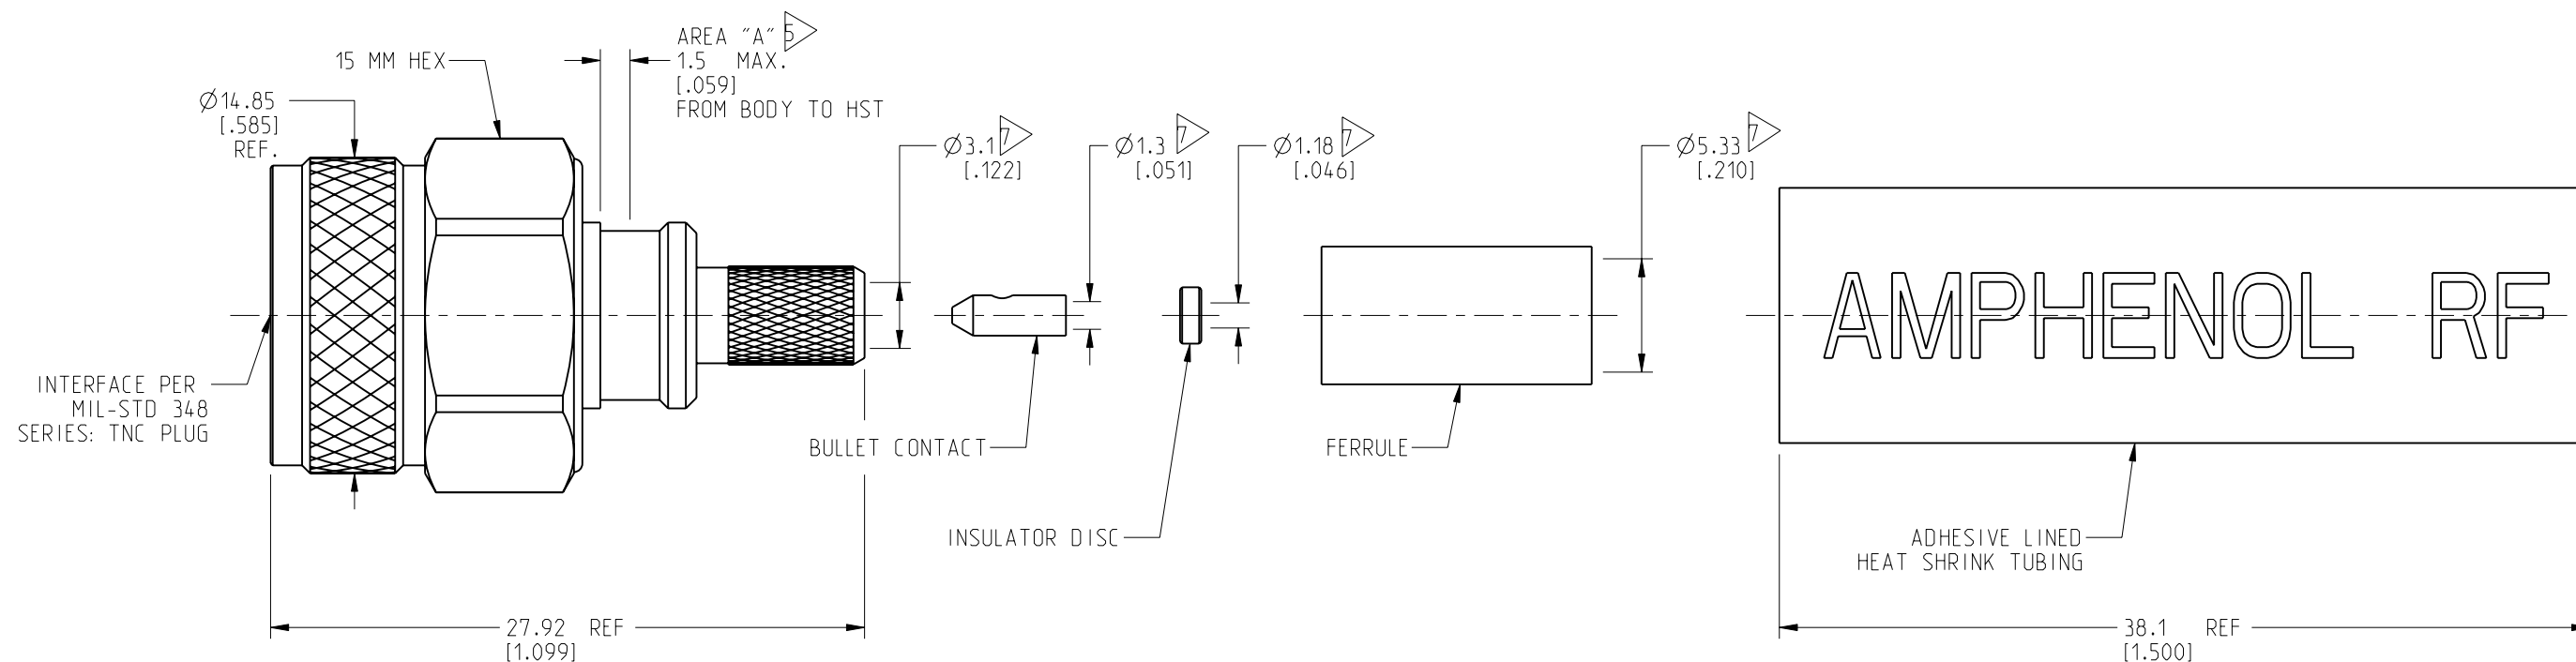 AREA "A" 5
1.5 MAX.
[.059]
FROM BODY TO HST
15 MM HEX
Ø14.85
[.585]
REF.
Ø3.1 7
[.122]
Ø1.3 7
[.051]
Ø1.18 7
[.046]
Ø5.33 7
[.210]
AMPHENOL RF
INTERFACE PER
MIL-STD 348
SERIES: TNC PLUG
BULLET CONTACT
FERRULE
INSULATOR DISC
ADHESIVE LINED
HEAT SHRINK TUBING
27.92 REF
[1.099]
38.1 REF
[1.500]